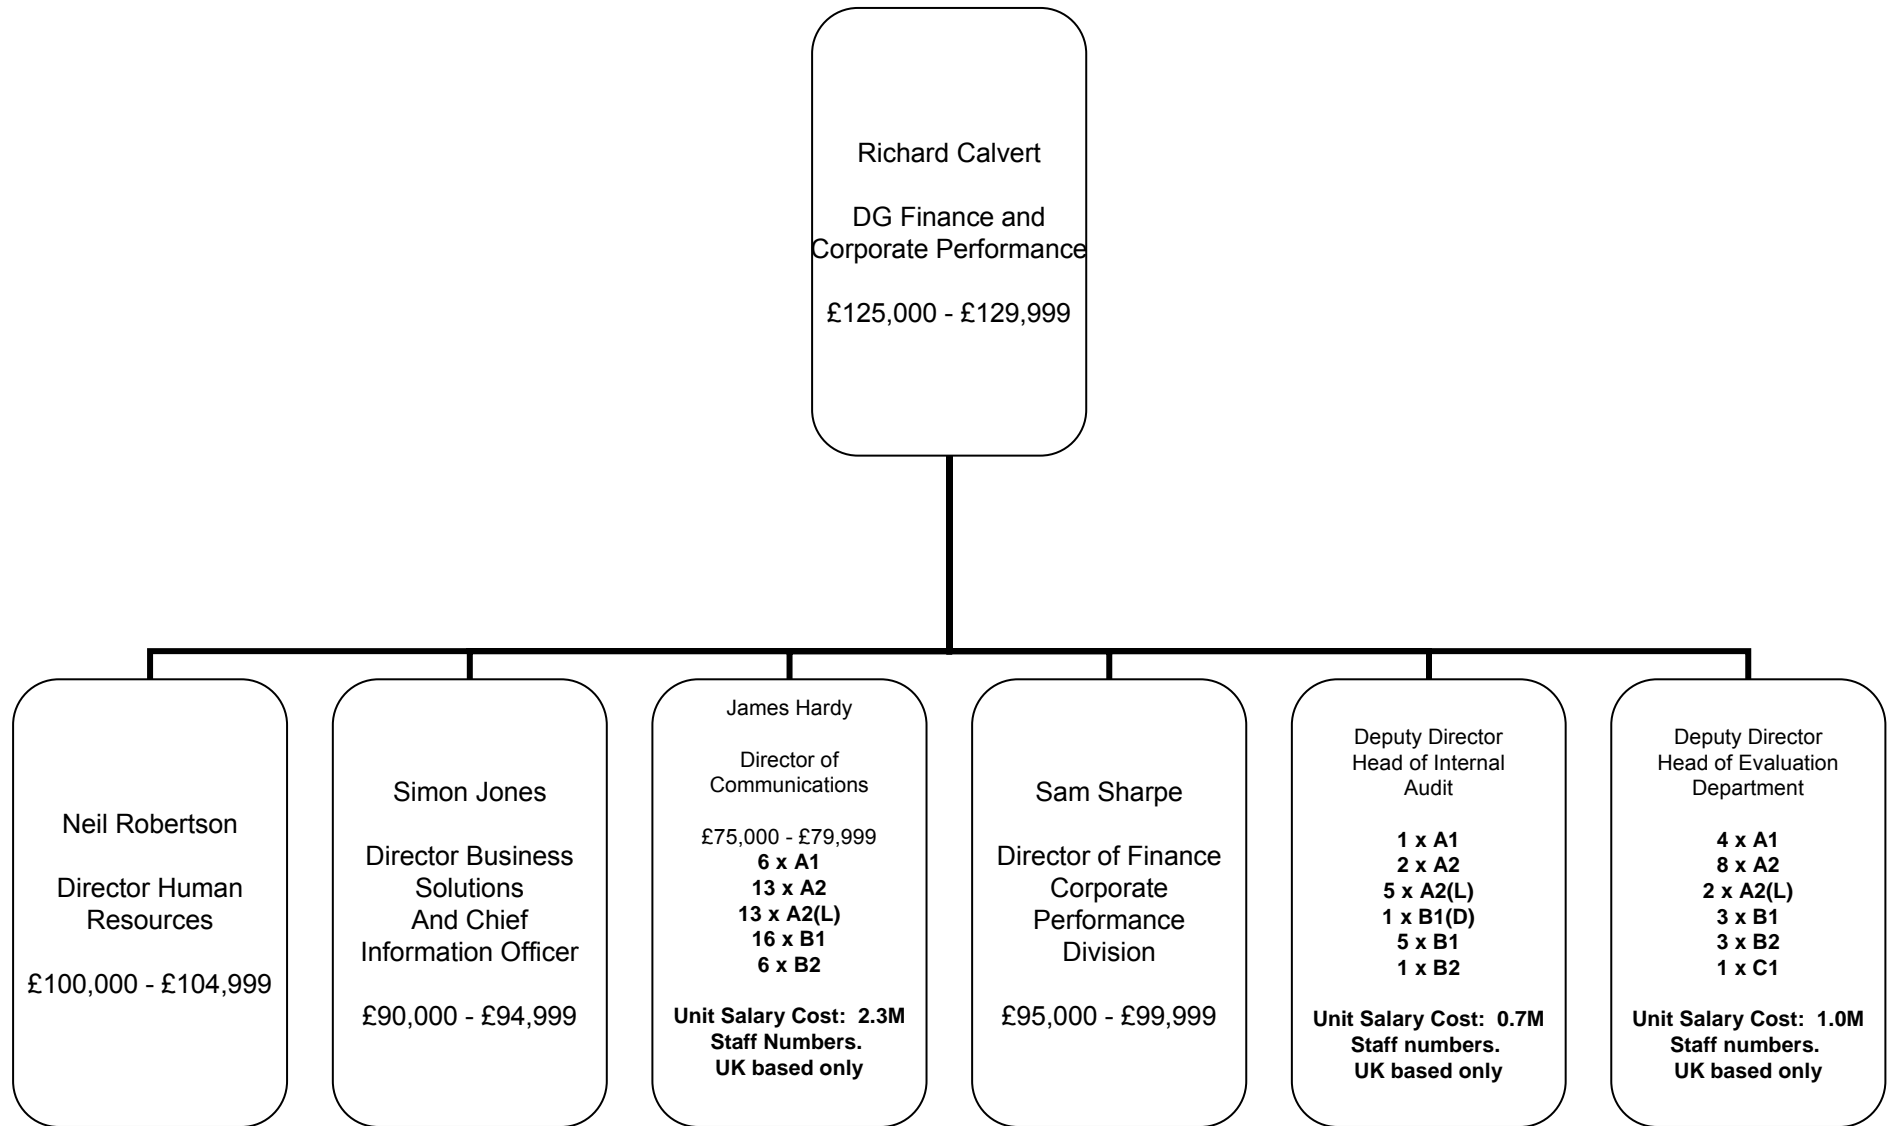 Richard Calvert
DG Finance and
Corporate Performance
£125,000 - £129,999
Neil Robertson
Director Human
Resources
£100,000 - £104,999
Simon Jones
Director Business
Solutions
And Chief
Information Officer
£90,000 - £94,999
James Hardy
Director of
Communications
£75,000 - £79,999
6 x A1
13 x A2
13 x A2(L)
16 x B1
6 x B2
Unit Salary Cost:  2.3M
Staff Numbers.
UK based only
Sam Sharpe
Director of Finance
Corporate
Performance
Division
£95,000 - £99,999
Deputy Director
Head of Internal
Audit
1 x A1
2 x A2
5 x A2(L)
1 x B1(D)
5 x B1
1 x B2
Unit Salary Cost:  0.7M
Staff numbers.
UK based only
Deputy Director
Head of Evaluation
Department
4 x A1
8 x A2
2 x A2(L)
3 x B1
3 x B2
1 x C1
Unit Salary Cost:  1.0M
Staff numbers.
UK based only